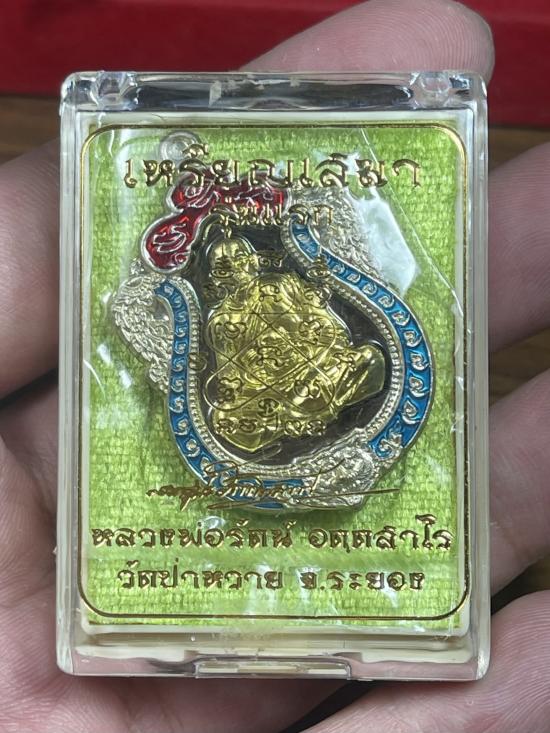 เหรียญเสมา
รุ่นแรก
หลวงพ่อรัตน์ อตฺตสาโร
วัดป่าหวาย จ.ระยอง